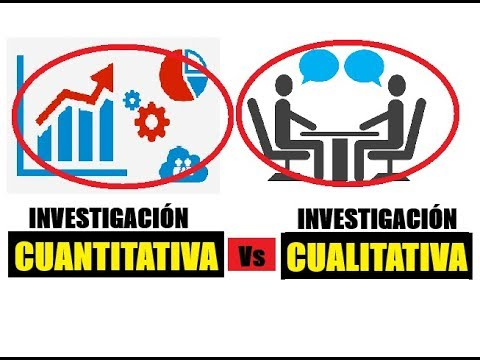 INVESTIGACIÓN
CUANTITATIVA
Vs
INVESTIGACIÓN
CUALITATIVA